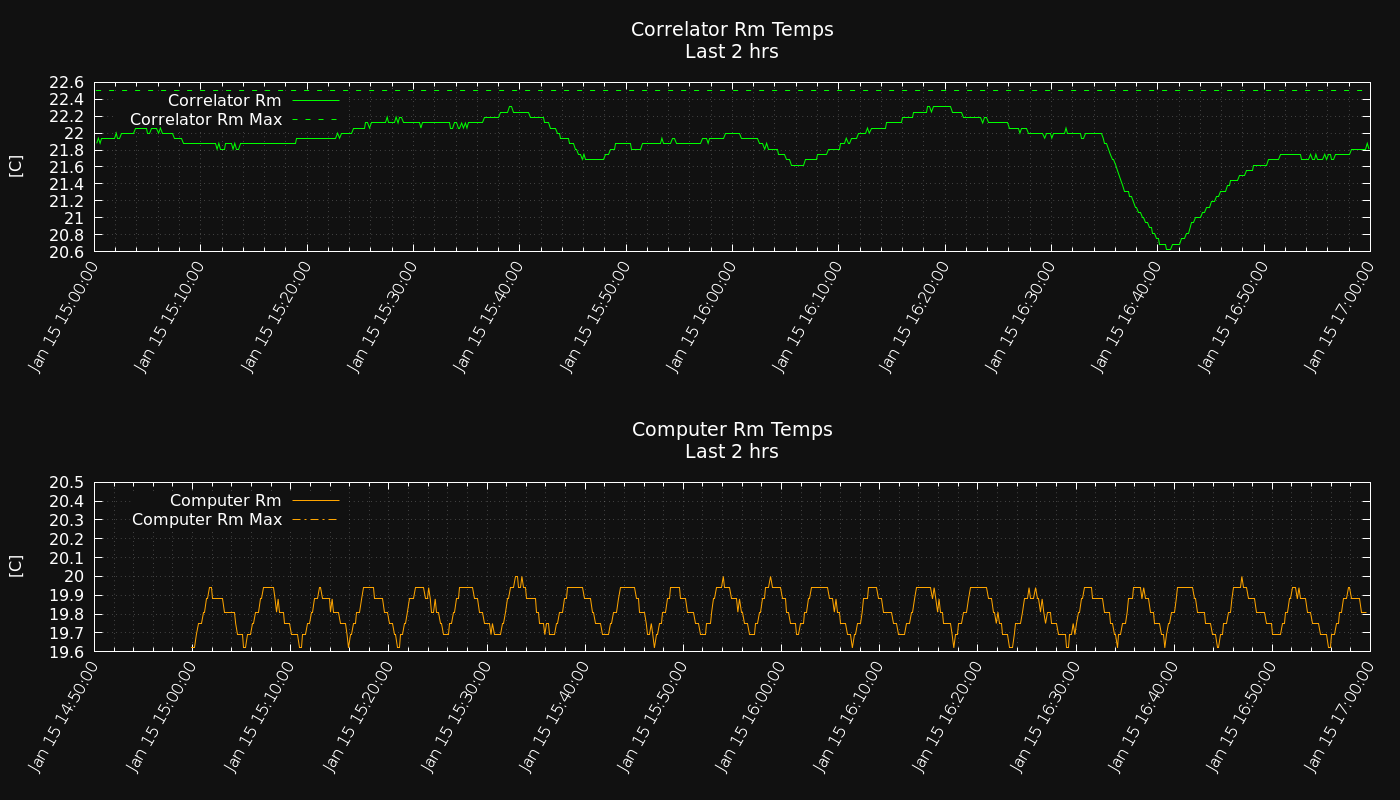 Correlator Rm Temps
Last 2 hrs
[C]
22.6
22.4
22.2
22
21.8
21.6
21.4
21.2
21
20.8
20.6
Correlator Rm
Correlator Rm Max
Jan 15 15:00:00
Jan 15 15:10:00
Jan 15 15:20:00
Jan 15 15:30:00
Jan 15 15:40:00
Jan 15 15:50:00
Jan 15 16:00:00
Jan 15 16:10:00
Jan 15 16:20:00
Jan 15 16:30:00
Jan 15 16:40:00
Jan 15 16:50:00
Jan 15 17:00:00
Computer Rm Temps
Last 2 hrs
[C]
20.5
20.4
20.3
20.2
20.1
20
19.9
19.8
19.7
19.6
Computer Rm
Computer Rm Max
Jan 15 14:50:00
Jan 15 15:00:00
Jan 15 15:10:00
Jan 15 15:20:00
Jan 15 15:30:00
Jan 15 15:40:00
Jan 15 15:50:00
Jan 15 16:00:00
Jan 15 16:10:00
Jan 15 16:20:00
Jan 15 16:30:00
Jan 15 16:40:00
Jan 15 16:50:00
Jan 15 17:00:00